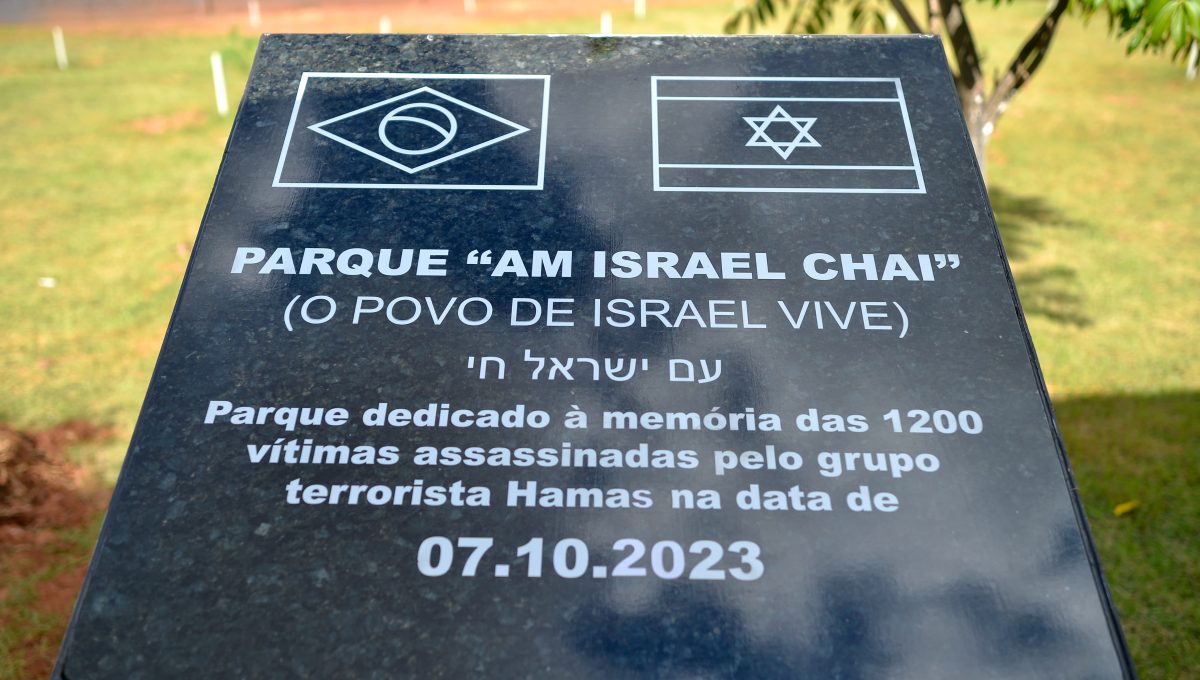 PARQUE “AM ISRAEL CHAI”
(O POVO DE ISRAEL VIVE)
עם ישראל חי
Parque dedicado à memória das 1200
vítimas assassinadas pelo grupo
terrorista Hamas na data de
07.10.2023